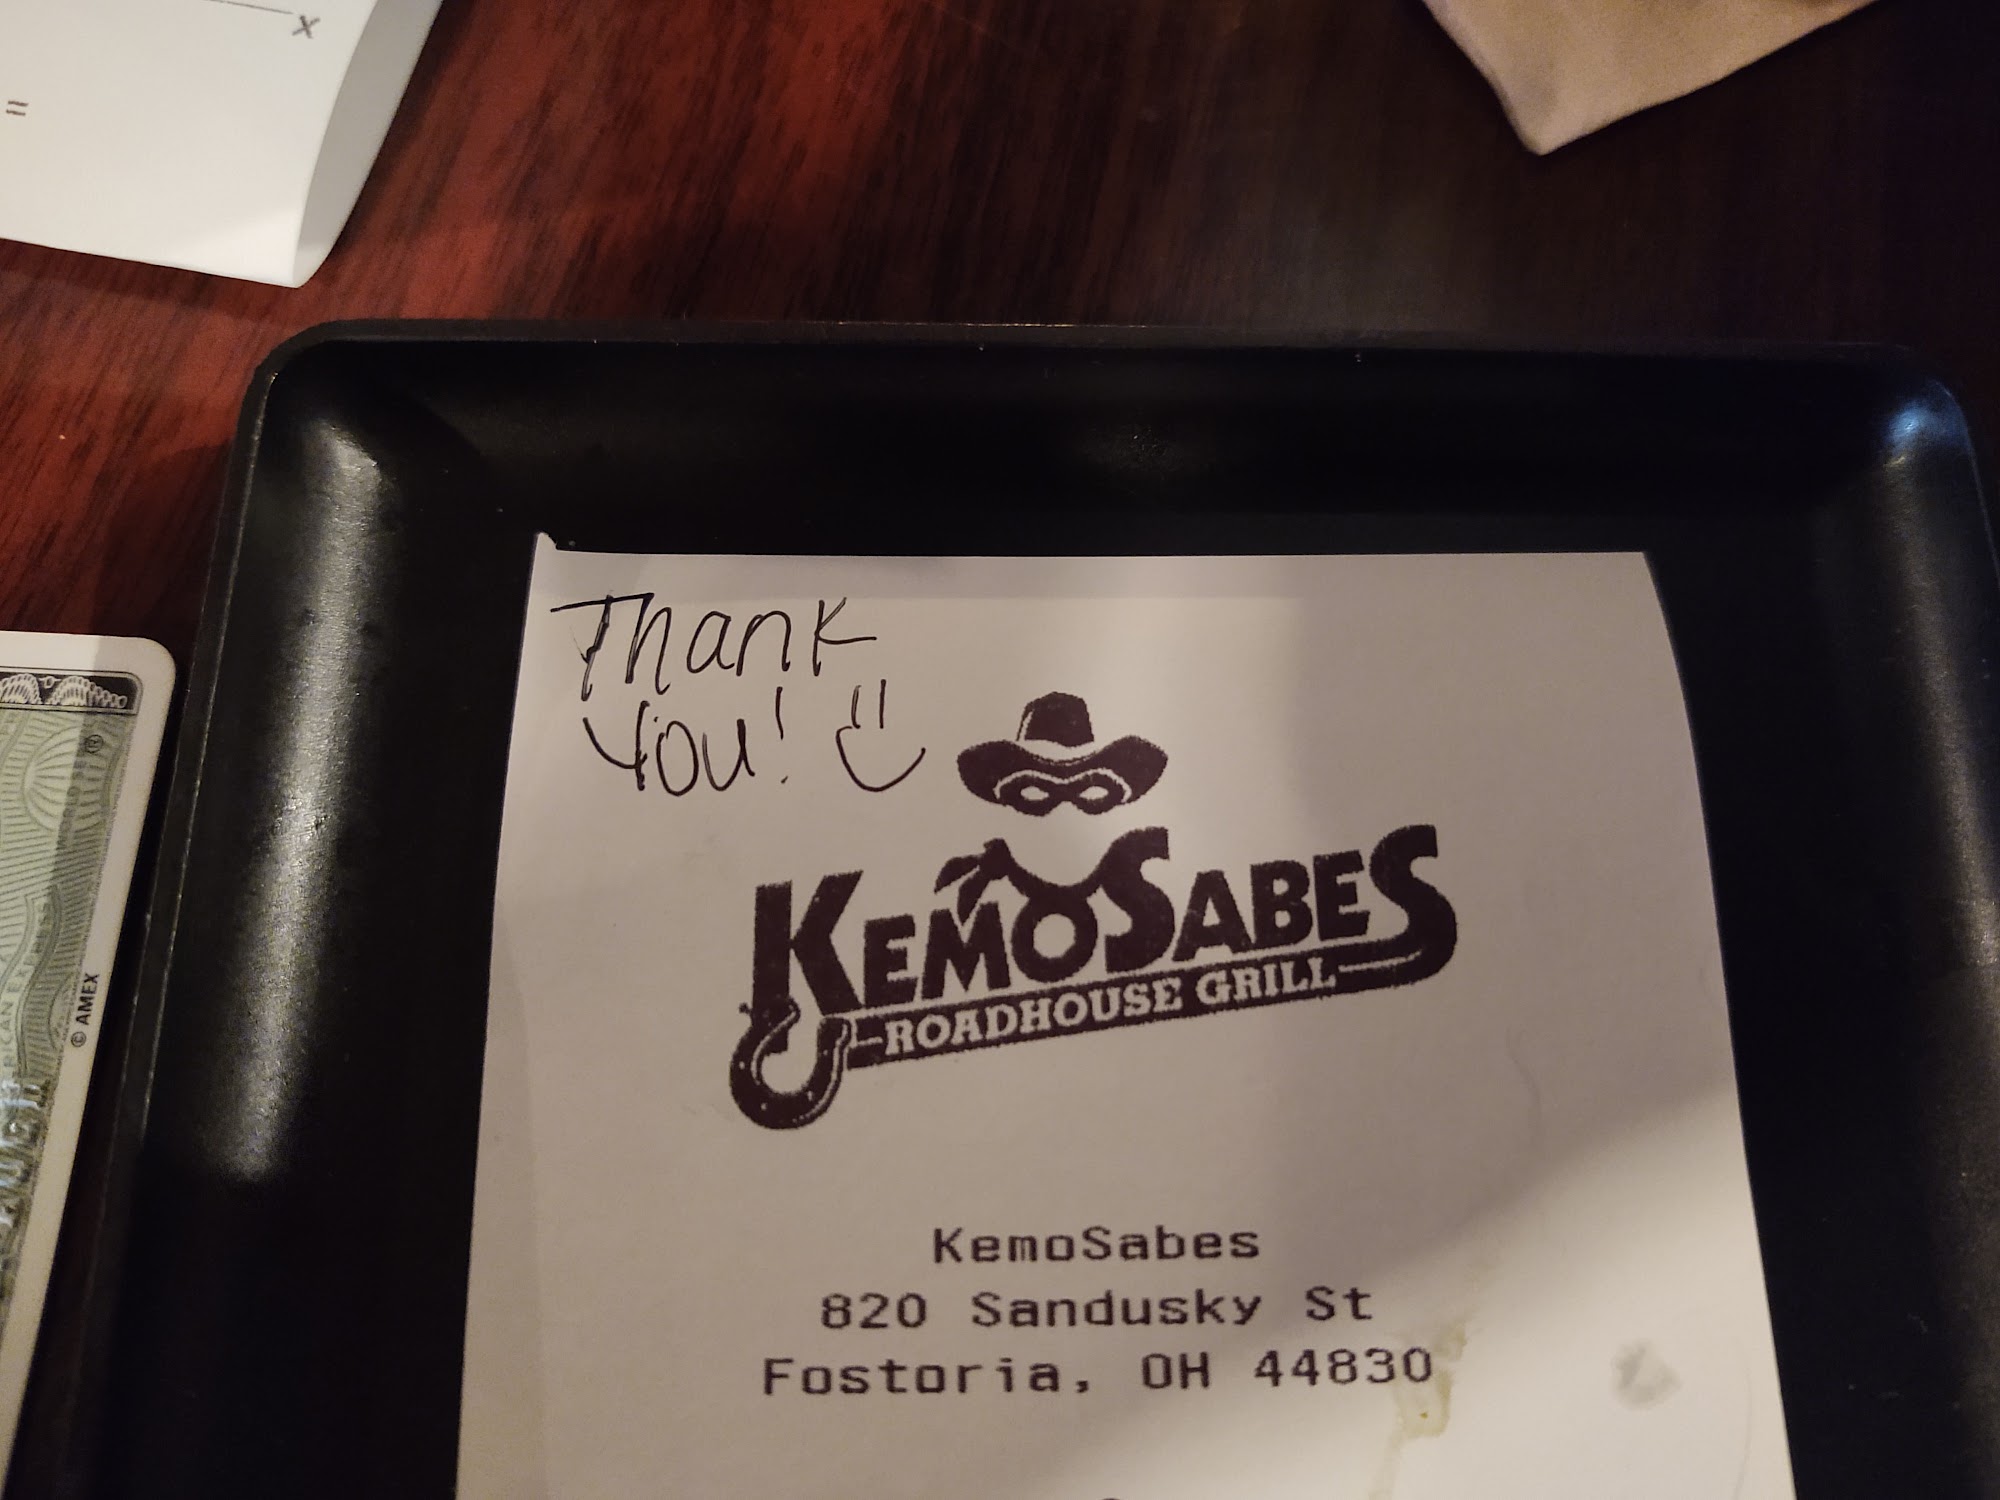 x
=
Thank
You!
KEMOSABES
ROADHOUSE GRILL
KemoSabes
820 Sandusky St
Fostoria, OH 44830
© AMEX